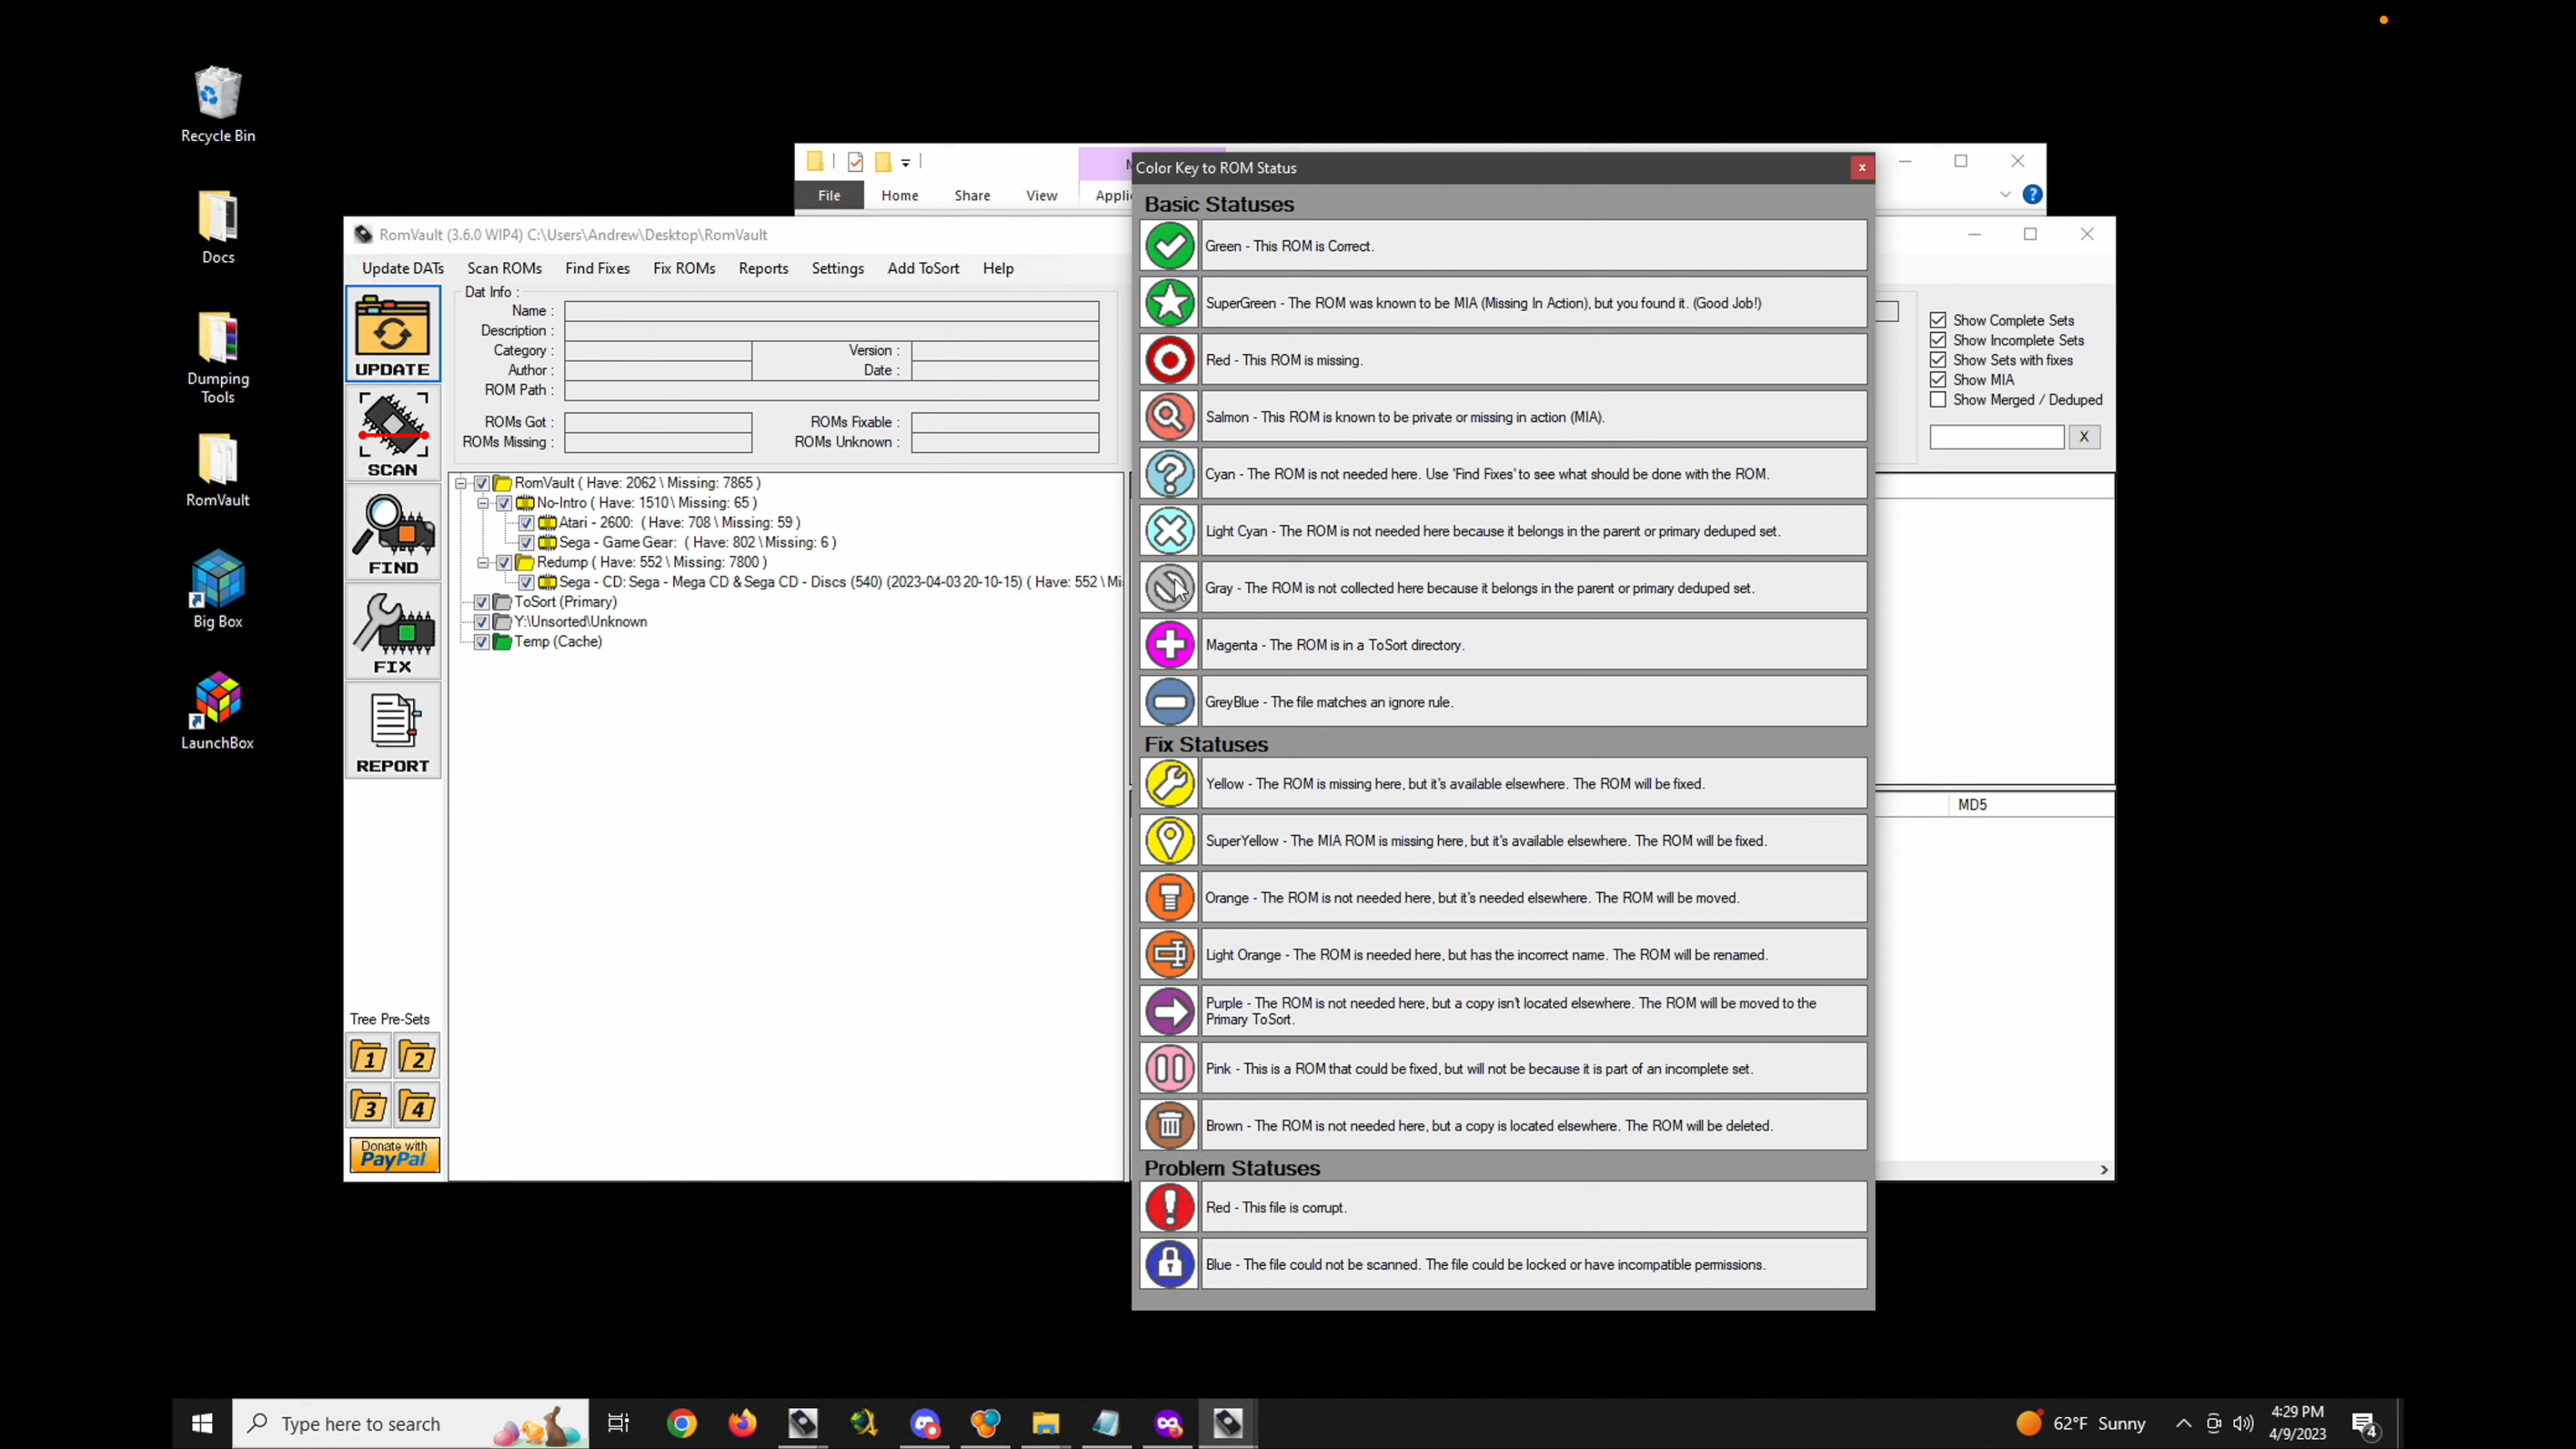 Recycle Bin
Docs
Dumping
Tools
RomVault
Big Box
LaunchBox
File
Home
Share
View
RomVault (3.6.0 WIP4) C:\Users\Andrew\Desktop\RomVault
Update DATs
Scan ROMs
Find Fixes
Fix ROMs
Reports
Settings
Add ToSort
Help
UPDATE
SCAN
FIND
FIX
REPORT
Dat Info :
Name :
Description :
Category :
Version :
Author :
Date :
ROM Path :
ROMs Got :
ROMs Fixable :
ROMs Missing :
ROMs Unknown :
RomVault ( Have: 2062 \ Missing: 7865 )
No-Intro ( Have: 1510 \ Missing: 65 )
Atari - 2600: ( Have: 708 \ Missing: 59 )
Sega - Game Gear: ( Have: 802 \ Missing: 6 )
Redump ( Have: 552 \ Missing: 7800 )
Sega - CD: Sega - Mega CD & Sega CD - Discs (540) (2023-04-03 20-10-15) ( Have: 552 \ Mi
ToSort (Primary)
Y:\Unsorted\Unknown
Temp (Cache)
Tree Pre-Sets
1
2
3
4
Donate with
PayPal
Color Key to ROM Status
x
Basic Statuses
Green - This ROM is Correct.
SuperGreen - The ROM was known to be MIA (Missing In Action), but you found it. (Good Job!)
Red - This ROM is missing.
Salmon - This ROM is known to be private or missing in action (MIA).
Cyan - The ROM is not needed here. Use 'Find Fixes' to see what should be done with the ROM.
Light Cyan - The ROM is not needed here because it belongs in the parent or primary deduped set.
Gray - The ROM is not collected here because it belongs in the parent or primary deduped set.
Magenta - The ROM is in a ToSort directory.
GreyBlue - The file matches an ignore rule.
Fix Statuses
Yellow - The ROM is missing here, but it's available elsewhere. The ROM will be fixed.
SuperYellow - The MIA ROM is missing here, but it's available elsewhere. The ROM will be fixed.
Orange - The ROM is not needed here, but it's needed elsewhere. The ROM will be moved.
Light Orange - The ROM is needed here, but has the incorrect name. The ROM will be renamed.
Purple - The ROM is not needed here, but a copy isn't located elsewhere. The ROM will be moved to the
Primary ToSort.
Pink - This is a ROM that could be fixed, but will not be because it is part of an incomplete set.
Brown - The ROM is not needed here, but a copy is located elsewhere. The ROM will be deleted.
Problem Statuses
Red - This file is corrupt.
Blue - The file could not be scanned. The file could be locked or have incompatible permissions.
Show Complete Sets
Show Incomplete Sets
Show Sets with fixes
Show MIA
Show Merged / Deduped
X
MD5
Type here to search
62°F Sunny
4:29 PM
4/9/2023
4